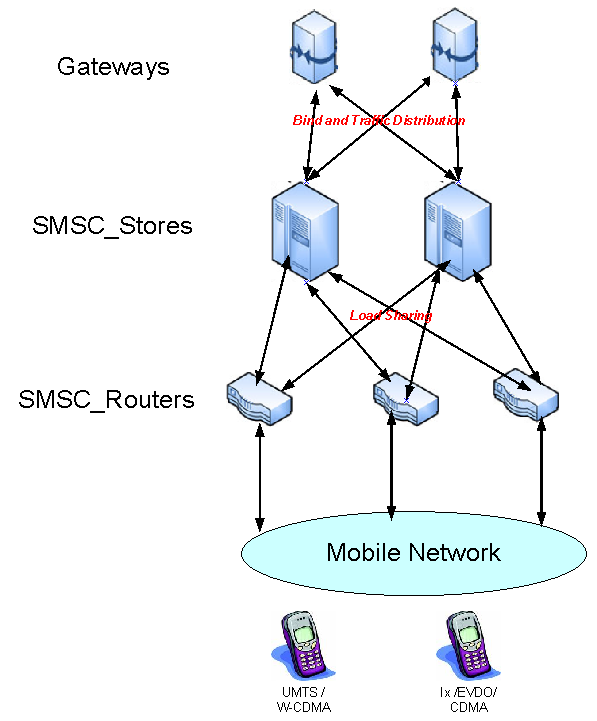 Gateways
Bind and Traffic Distribution
SMSC_Stores
Load Sharing
SMSC_Routers
Mobile Network
UMTS /
W-CDMA
Ix /EVDO/
CDMA